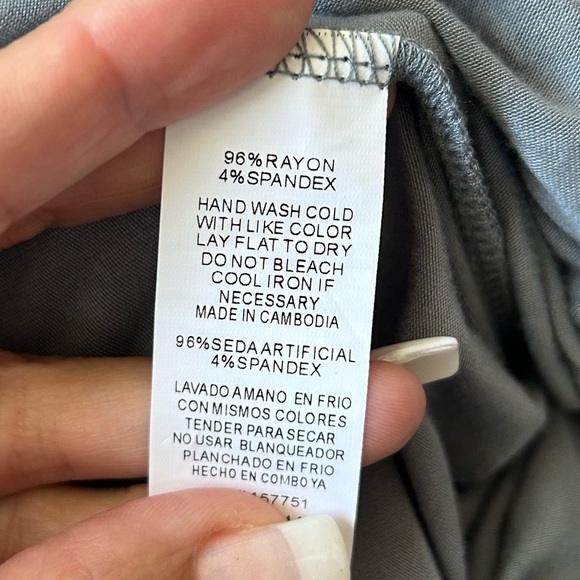 96%RAYON
4%SPANDEX
HAND WASH COLD
WITH LIKE COLOR
LAY FLAT TO DRY
DO NOT BLEACH
COOL IRON IF
NECESSARY
MADE IN CAMBODIA
96%SEDA ARTIFICIAL
4%SPANDEX
LAVADO A MANO EN FRIO
CON MISMOS COLORES
TENDER PARA SECAR
NO USAR BLANQUEADOR
PLANCHADO EN FRIO
HECHO EN COMBOYA